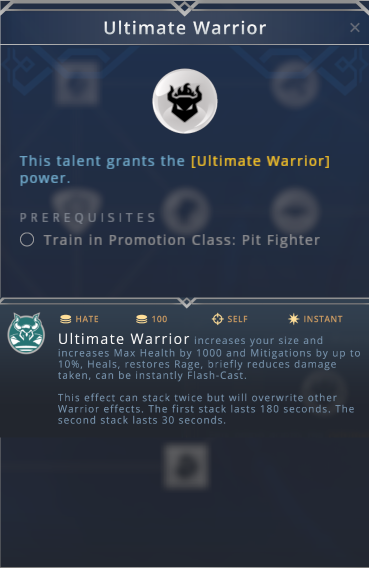 Ultimate Warrior
This talent grants the [Ultimate Warrior]
power.
PREREQUISITES
Train in Promotion Class: Pit Fighter
HATE 100 SELF INSTANT
Ultimate Warrior increases your size and
increases Max Health by 1000 and Mitigations by up to
10%, Heals, restores Rage, briefly reduces damage
taken, can be instantly Flash-Cast.
This effect can stack twice but will overwrite other
Warrior effects. The first stack lasts 180 seconds. The
second stack lasts 30 seconds.